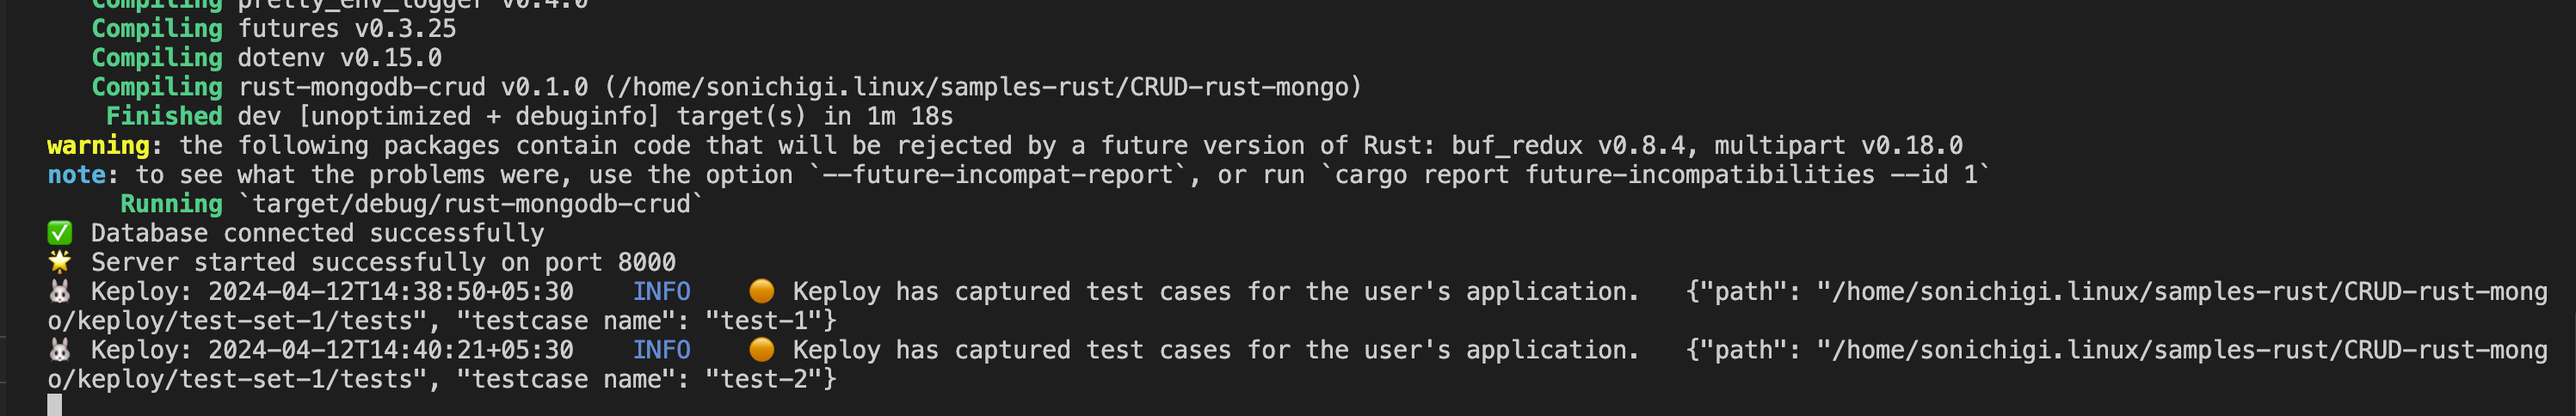 Compiling pretty_env_logger v0.4.0
Compiling futures v0.3.25
Compiling dotenv v0.15.0
Compiling rust-mongodb-crud v0.1.0 (/home/sonichigi.linux/samples-rust/CRUD-rust-mongo)
Finished dev [unoptimized + debuginfo] target(s) in 1m 18s
warning: the following packages contain code that will be rejected by a future version of Rust: buf_redux v0.8.4, multipart v0.18.0
note: to see what the problems were, use the option `--future-incompat-report`, or run `cargo report future-incompatibilities --id 1`
Running `target/debug/rust-mongodb-crud`
✅ Database connected successfully
🌟 Server started successfully on port 8000
🐰 Keploy: 2024-04-12T14:38:50+05:30 INFO 🟠 Keploy has captured test cases for the user's application. {"path": "/home/sonichigi.linux/samples-rust/CRUD-rust-mong
o/keploy/test-set-1/tests", "testcase name": "test-1"}
🐰 Keploy: 2024-04-12T14:40:21+05:30 INFO 🟠 Keploy has captured test cases for the user's application. {"path": "/home/sonichigi.linux/samples-rust/CRUD-rust-mong
o/keploy/test-set-1/tests", "testcase name": "test-2"}